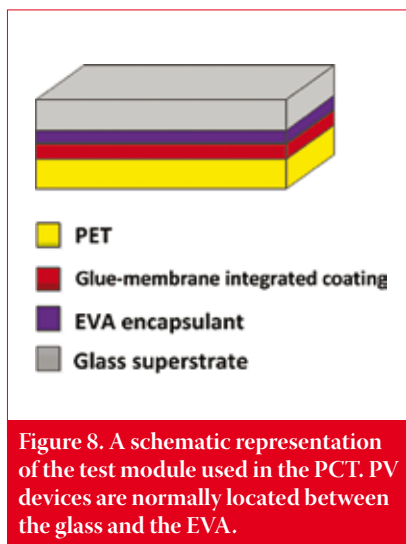 PET
Glue-membrane integrated coating
EVA encapsulant
Glass superstrate
Figure 8. A schematic representation
of the test module used in the PCT. PV
devices are normally located between
the glass and the EVA.